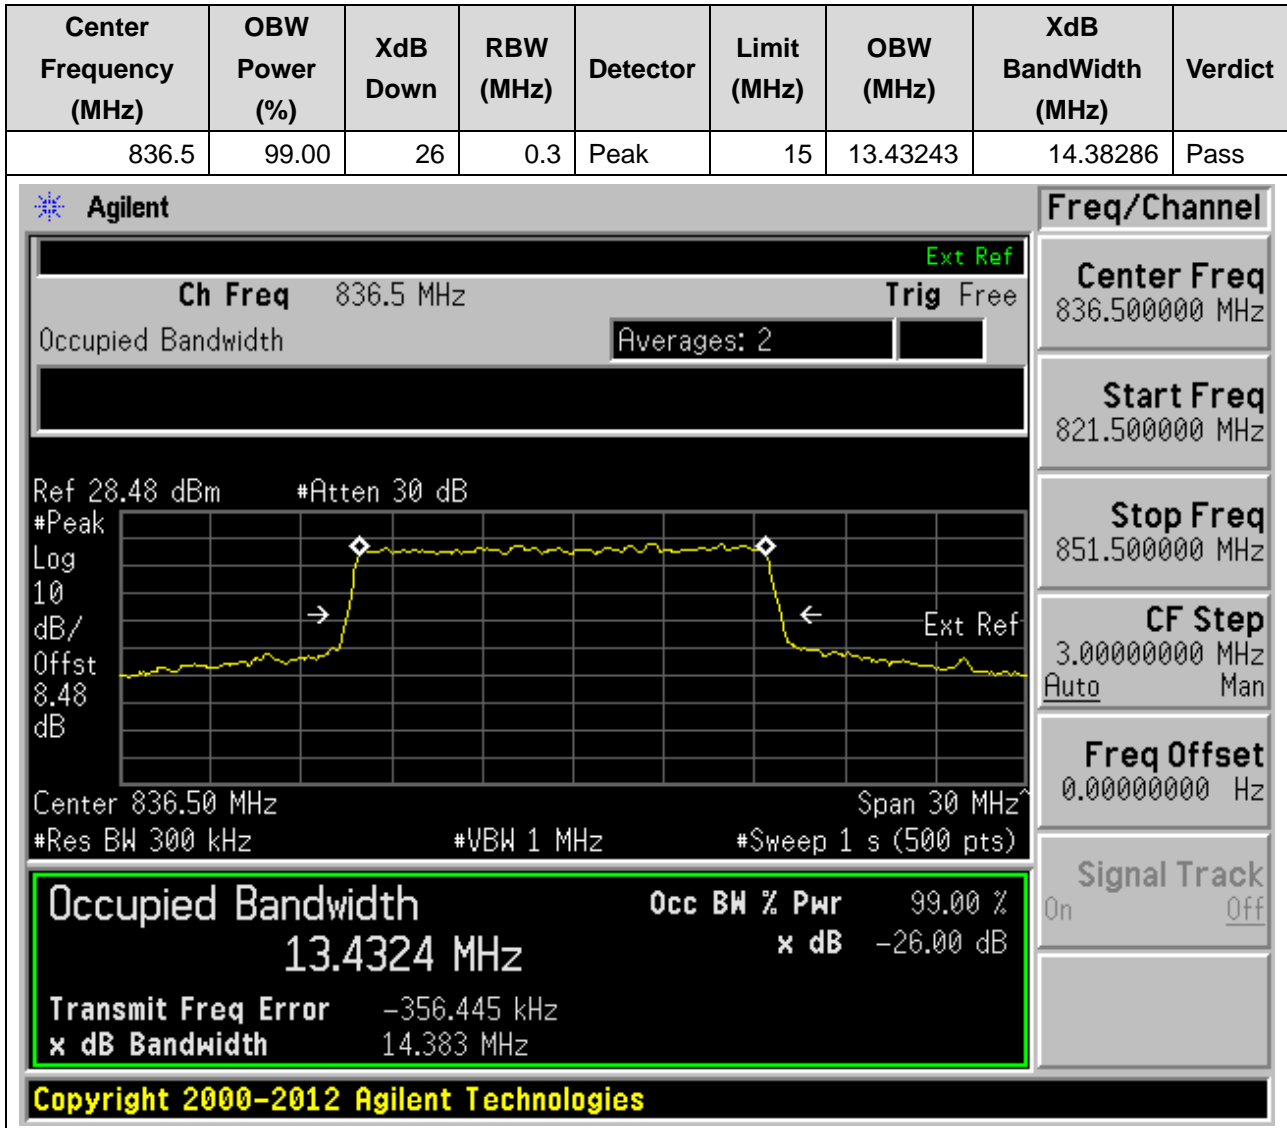 Center Frequency (MHz) OBW Power (%) XdB Down RBW (MHz) Detector Limit (MHz) OBW (MHz) XdB BandWidth (MHz) Verdict
836.5 99.00 26 0.3 Peak 15 13.43243 14.38286 Pass
Agilent
Freq/Channel
Ext Ref
Ch Freq 836.5 MHz Trig Free
Occupied Bandwidth Averages: 2
Center Freq
836.500000 MHz
Start Freq
821.500000 MHz
Stop Freq
851.500000 MHz
CF Step
3.00000000 MHz
Auto Man
Freq Offset
0.00000000 Hz
Signal Track
On Off
Ref 28.48 dBm #Atten 30 dB
#Peak
Log
10
dB/
Offst
8.48
dB
Ext Ref
Center 836.50 MHz Span 30 MHz^
#Res BW 300 kHz #VBW 1 MHz #Sweep 1 s (500 pts)
Occupied Bandwidth
13.4324 MHz
Occ BW % Pwr 99.00 %
x dB -26.00 dB
Transmit Freq Error -356.445 kHz
x dB Bandwidth 14.383 MHz
Copyright 2000-2012 Agilent Technologies